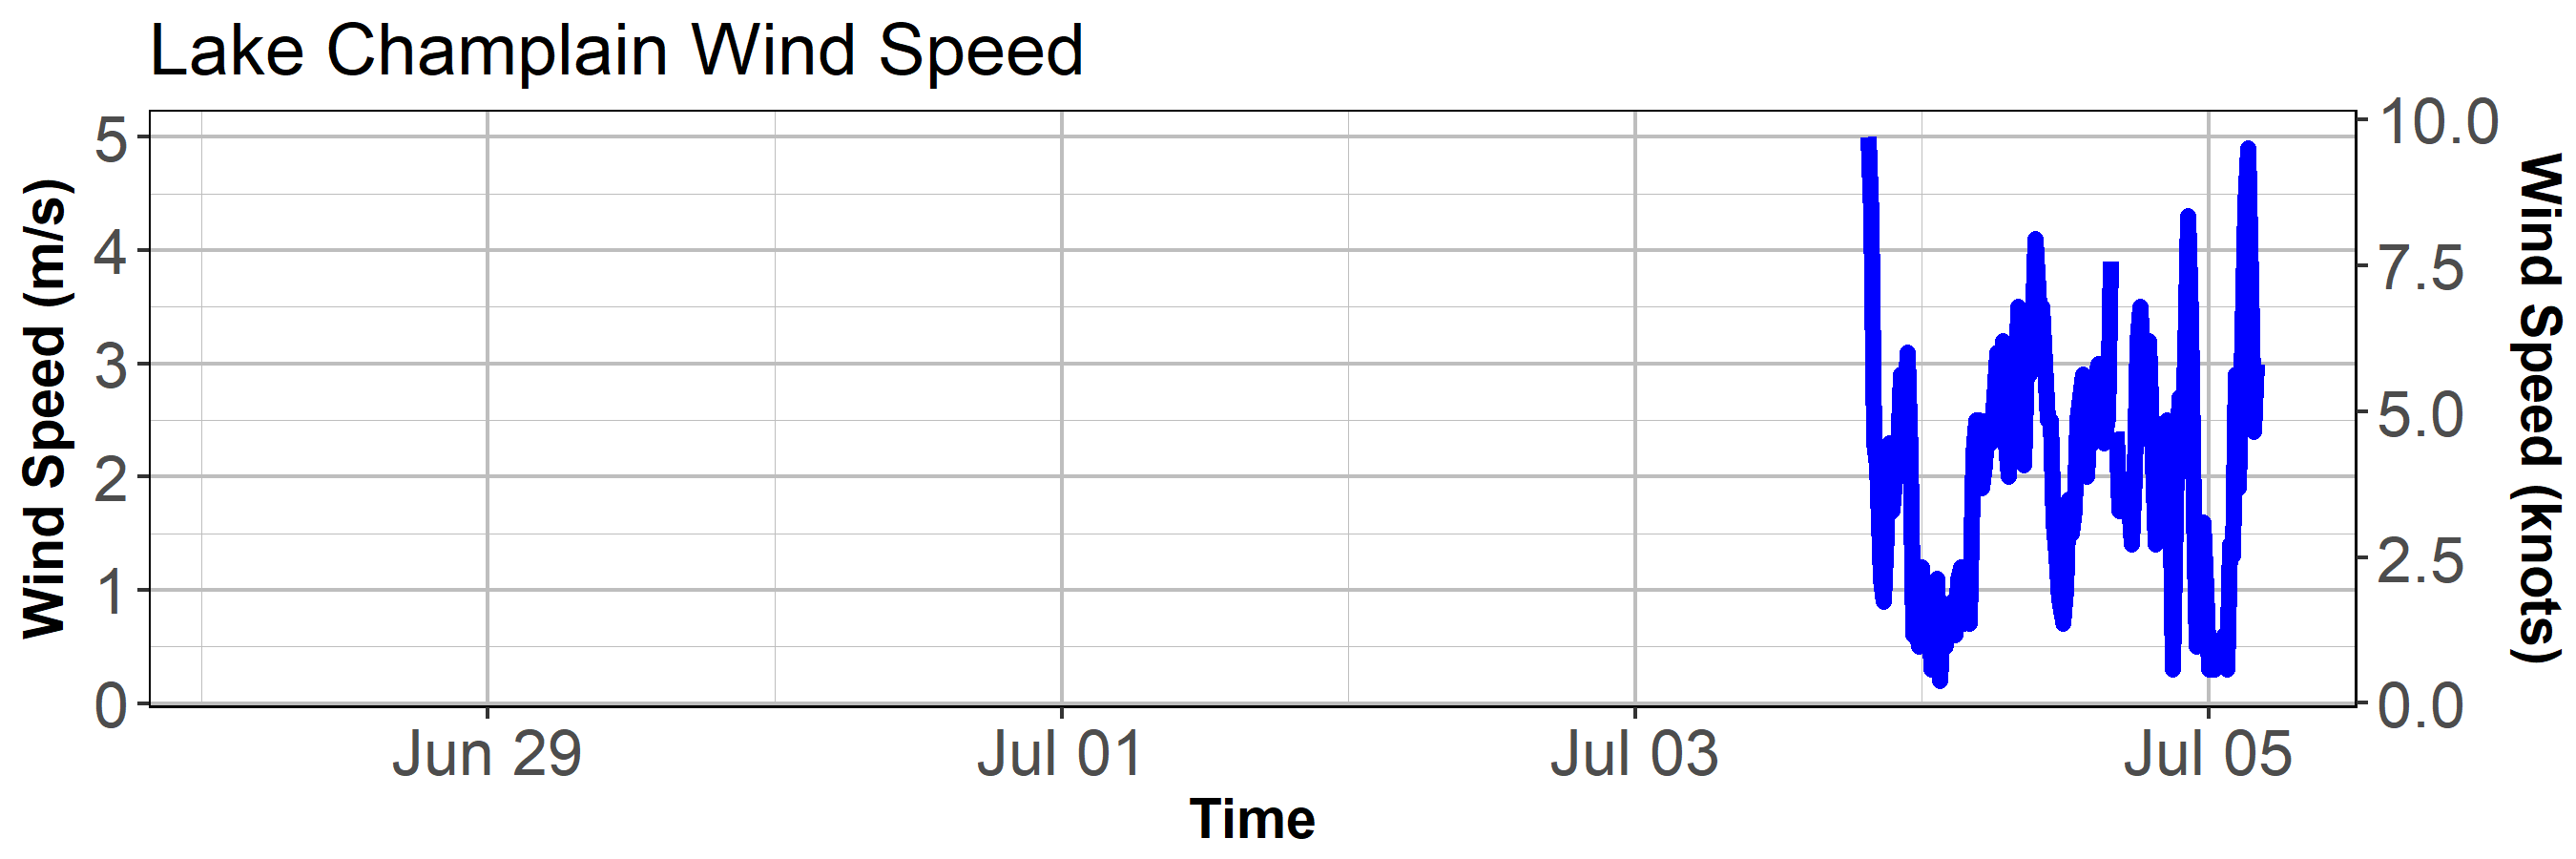 Lake Champlain Wind Speed
Wind Speed (m/s)
5
4
3
2
1
0
10.0
7.5
5.0
2.5
0.0
Wind Speed (knots)
Jun 29
Jul 01
Jul 03
Jul 05
Time